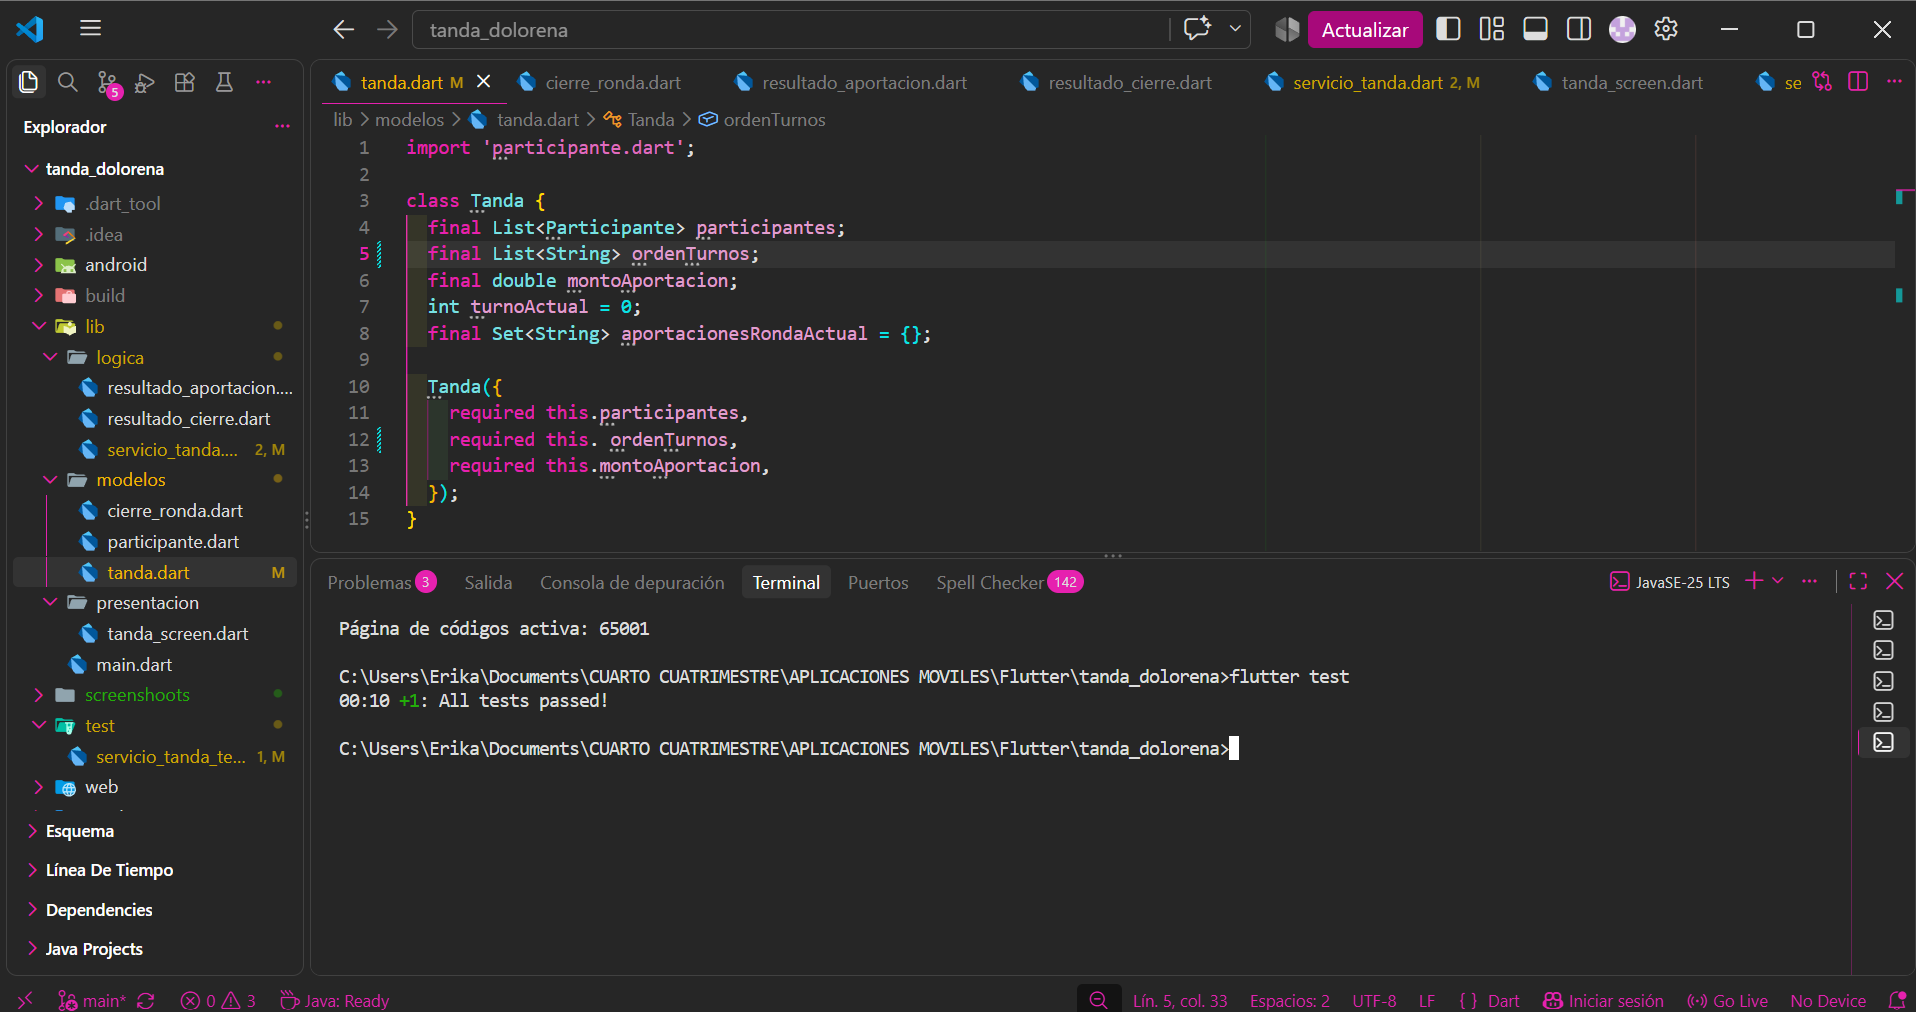 tanda_dolorena
Actualizar
5
Explorador
tanda_dolorena
.dart_tool
.idea
android
build
lib
logica
resultado_aportacion....
resultado_cierre.dart
servicio_tanda.... 2, M
modelos
cierre_ronda.dart
participante.dart
tanda.dart M
presentacion
tanda_screen.dart
main.dart
screenshoots
test
servicio_tanda_te... 1, M
web
Esquema
Línea De Tiempo
Dependencies
Java Projects
tanda.dart M
cierre_ronda.dart
resultado_aportacion.dart
resultado_cierre.dart
servicio_tanda.dart 2, M
tanda_screen.dart
se
lib > modelos > tanda.dart > Tanda > ordenTurnos
1 import 'participante.dart';
2
3 class Tanda {
4 final List<Participante> participantes;
5 final List<String> ordenTurnos;
6 final double montoAportacion;
7 int turnoActual = 0;
8 final Set<String> aportacionesRondaActual = {};
9
10 Tanda({
11 required this.participantes,
12 required this. ordenTurnos,
13 required this.montoAportacion,
14 });
15 }
Problemas 3 Salida Consola de depuración Terminal Puertos Spell Checker 142
JavaSE-25 LTS
Página de códigos activa: 65001
C:\Users\Erika\Documents\CUARTO CUATRIMESTRE\APLICACIONES MOVILES\Flutter\tanda_dolorena>flutter test
00:10 +1: All tests passed!
C:\Users\Erika\Documents\CUARTO CUATRIMESTRE\APLICACIONES MOVILES\Flutter\tanda_dolorena>
main* 0 3 Java: Ready Lín. 5, col. 33 Espacios: 2 UTF-8 LF { } Dart Iniciar sesión Go Live No Device